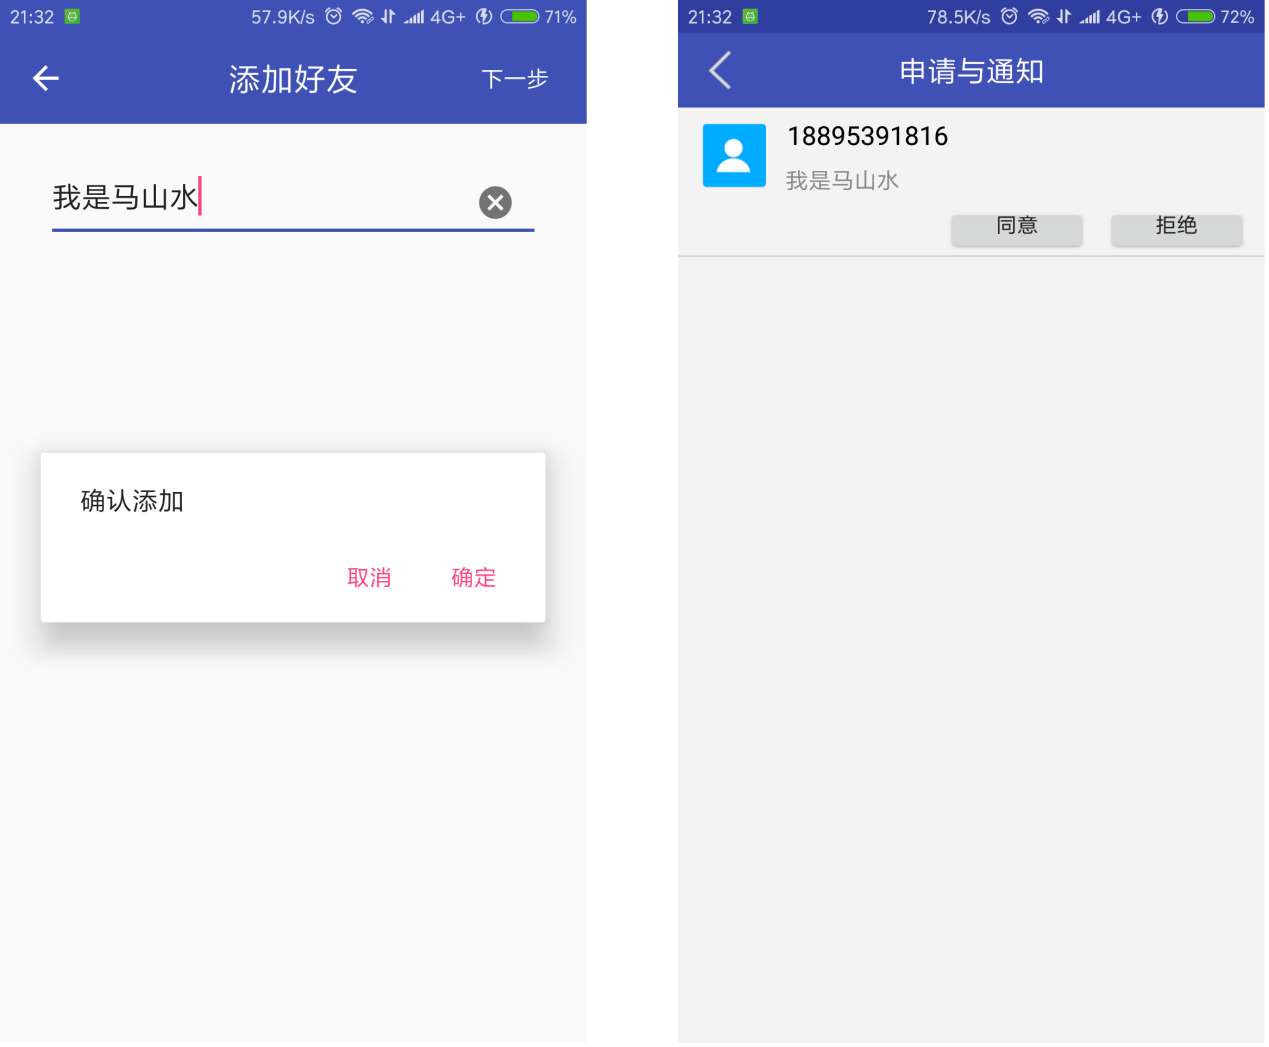 21:32 57.9K/s 4G+ 71%
添加好友 下一步
我是马山水
确认添加
取消 确定
21:32 78.5K/s 4G+ 72%
申请与通知
18895391816
我是马山水
同意 拒绝